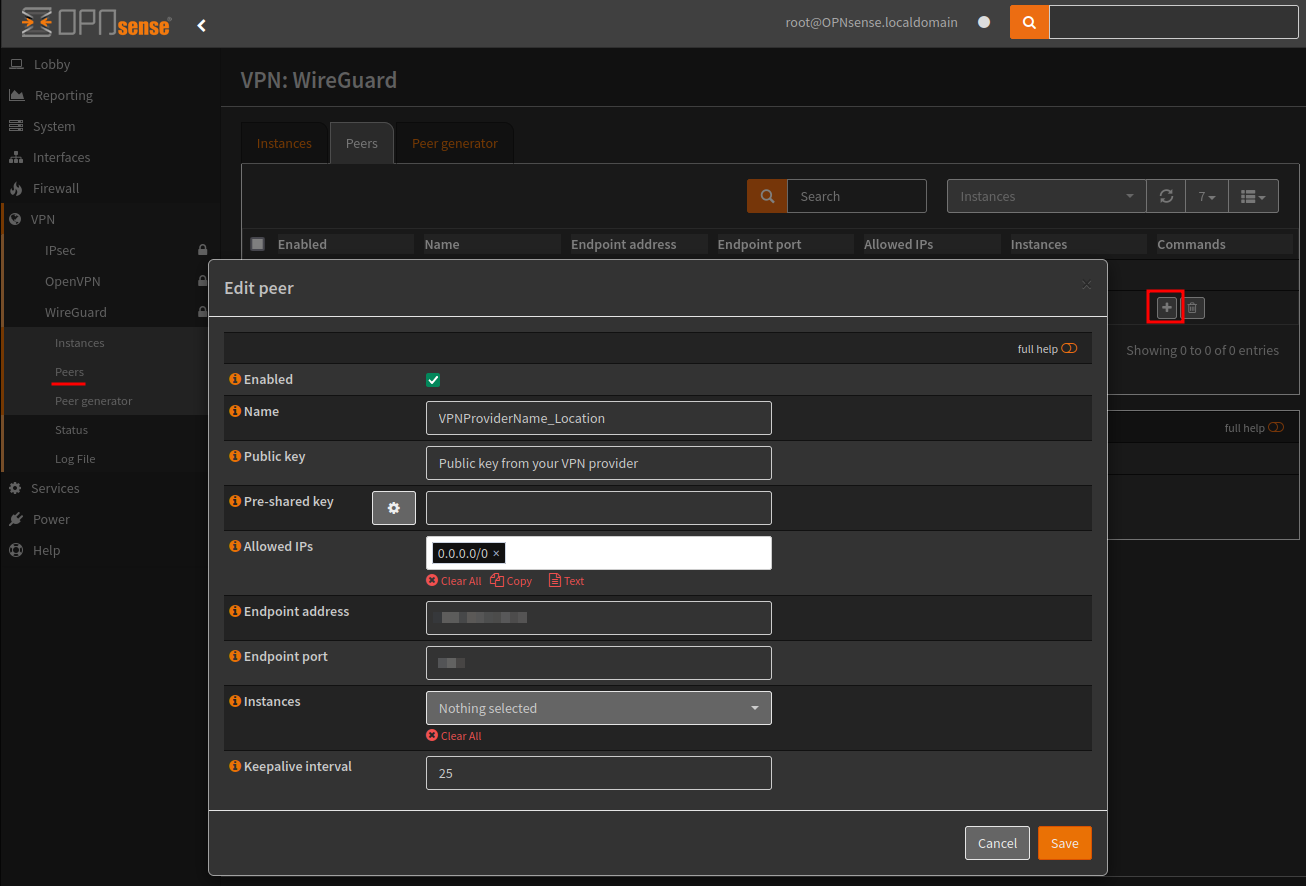 OPNsense
root@OPNsense.localdomain
Lobby
Reporting
System
Interfaces
Firewall
VPN
IPsec
OpenVPN
WireGuard
Instances
Peers
Peer generator
Status
Log File
Services
Power
Help
VPN: WireGuard
Instances Peers Peer generator
Search Instances 7
Enabled Name Endpoint address Endpoint port Allowed IPs Instances Commands
Showing 0 to 0 of 0 entries
full help
Edit peer ×
full help
Enabled
Name VPNProviderName_Location
Public key Public key from your VPN provider
Pre-shared key
Allowed IPs 0.0.0.0/0 ×
Clear All Copy Text
Endpoint address
Endpoint port
Instances Nothing selected
Clear All
Keepalive interval 25
Cancel Save